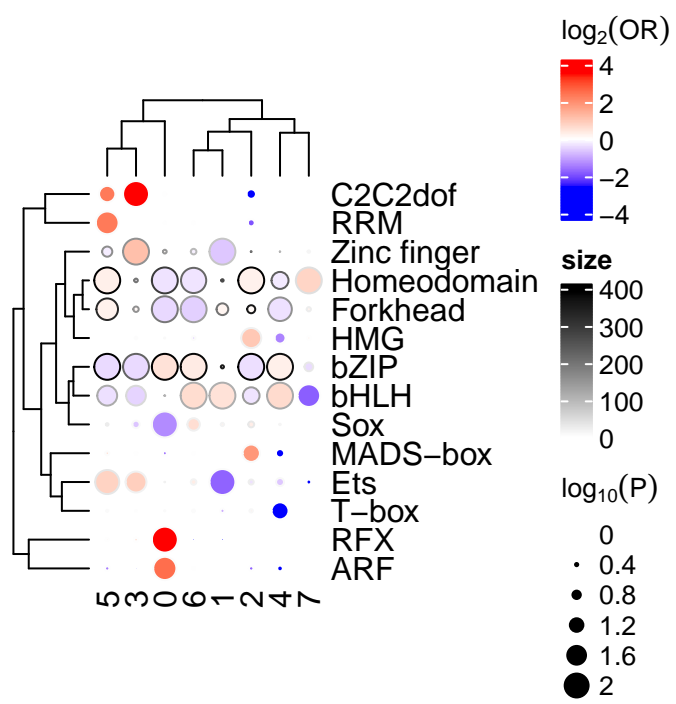 log₂(OR)
4
2
0
−2
−4
size
400
300
200
100
0
log₁₀(P)
0
0.4
0.8
1.2
1.6
2
C2C2dof
RRM
Zinc finger
Homeodomain
Forkhead
HMG
bZIP
bHLH
Sox
MADS−box
Ets
T−box
RFX
ARF
5 3 0 6 1 2 4 7